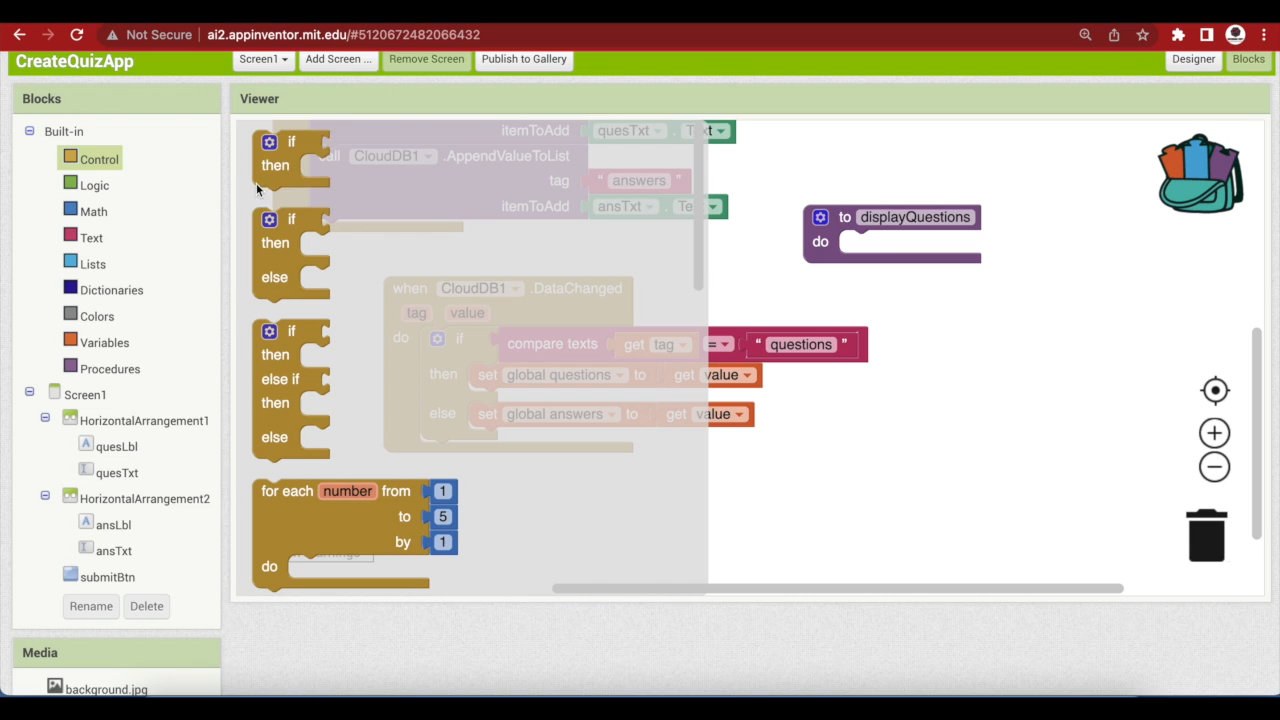 Not Secure | ai2.appinventor.mit.edu/#5120672482066432
CreateQuizApp
Screen1 Add Screen ... Remove Screen Publish to Gallery Designer Blocks
Blocks
Viewer
Built-in
Control
Logic
Math
Text
Lists
Dictionaries
Colors
Variables
Procedures
Screen1
HorizontalArrangement1
quesLbl
quesTxt
HorizontalArrangement2
ansLbl
ansTxt
submitBtn
Rename Delete
Media
background.jpg
if
then
if
then
else
if
then
else if
then
else
for each number from 1
to 5
by 1
do
itemToAdd quesTxt . Text
call CloudDB1 .AppendValueToList
tag " answers "
itemToAdd ansTxt .
when CloudDB1 .DataChanged
tag value
do if compare texts get tag = " questions "
then set global questions to get value
else set global answers to get value
to displayQuestions
do